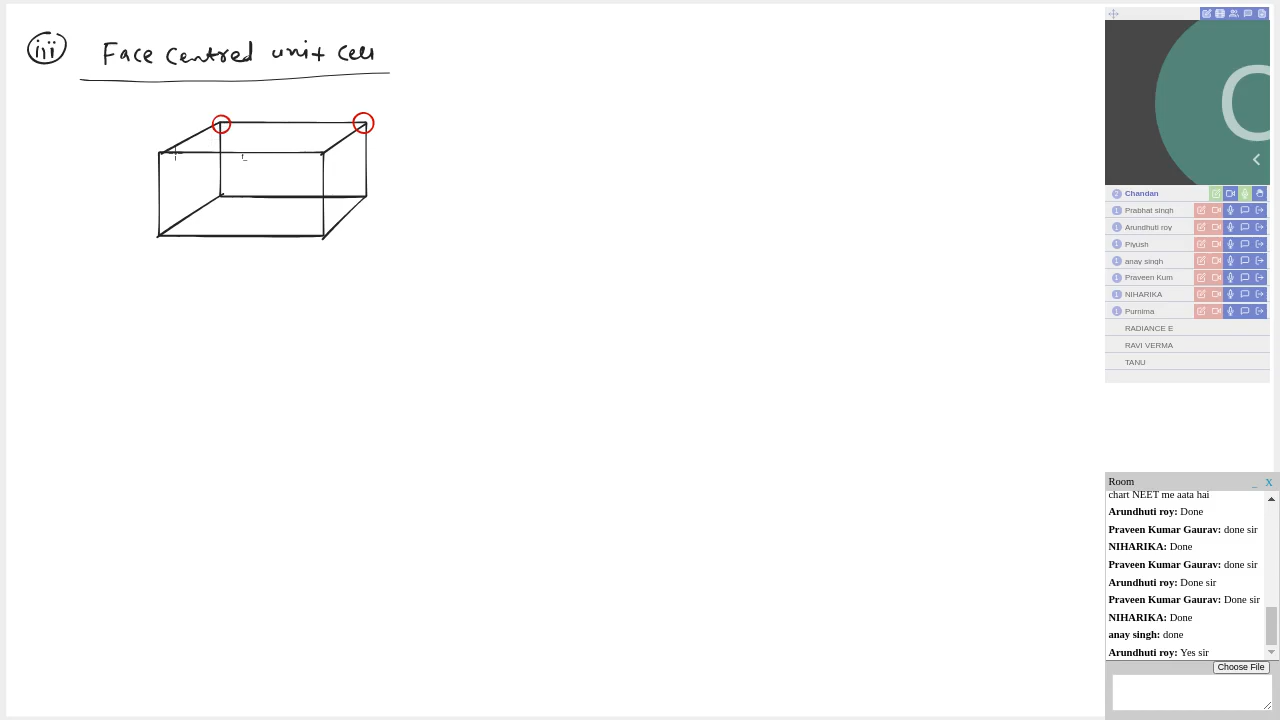 (iii) Face Centred unit cell
C
Chandan
Prabhat singh
Arundhuti roy
Piyush
anay singh
Praveen Kum
NIHARIKA
Purnima
RADIANCE E
RAVI VERMA
TANU
Room
_ X
chart NEET me aata hai
Arundhuti roy: Done
Praveen Kumar Gaurav: done sir
NIHARIKA: Done
Praveen Kumar Gaurav: done sir
Arundhuti roy: Done sir
Praveen Kumar Gaurav: Done sir
NIHARIKA: Done
anay singh: done
Arundhuti roy: Yes sir
Choose File